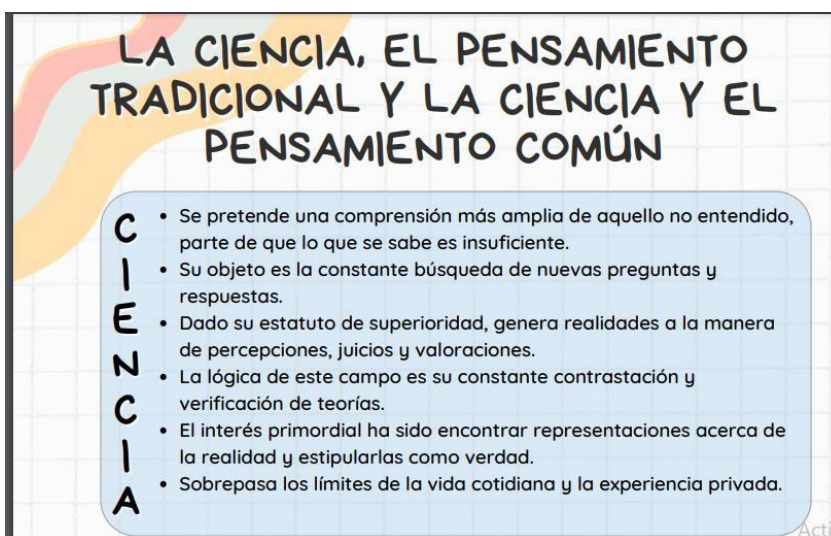 LA CIENCIA, EL PENSAMIENTO
TRADICIONAL Y LA CIENCIA Y EL
PENSAMIENTO COMÚN
CIENCIA
• Se pretende una comprensión más amplia de aquello no entendido,
parte de que lo que se sabe es insuficiente.
• Su objeto es la constante búsqueda de nuevas preguntas y
respuestas.
• Dado su estatuto de superioridad, genera realidades a la manera
de percepciones, juicios y valoraciones.
• La lógica de este campo es su constante contrastación y
verificación de teorías.
• El interés primordial ha sido encontrar representaciones acerca de
la realidad y estipularlas como verdad.
• Sobrepasa los límites de la vida cotidiana y la experiencia privada.
Acti